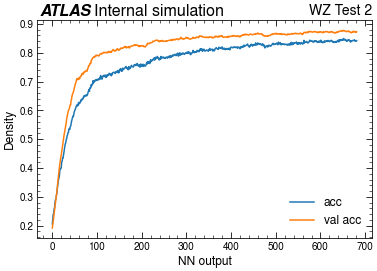 ATLAS Internal simulation WZ Test 2
0.9
0.8
0.7
0.6
0.5
0.4
0.3
0.2
Density
acc
val acc
0 100 200 300 400 500 600 700
NN output